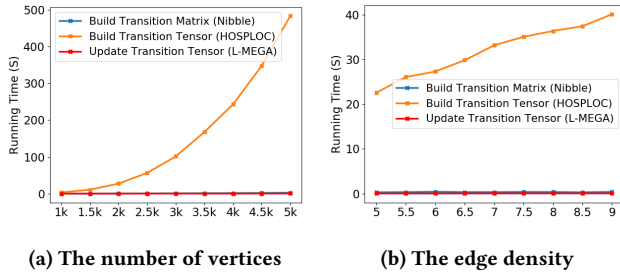 500
400
300
200
100
0
Running Time (S)
Build Transition Matrix (Nibble)
Build Transition Tensor (HOSPLOC)
Update Transition Tensor (L-MEGA)
1k 1.5k 2k 2.5k 3k 3.5k 4k 4.5k 5k
(a) The number of vertices
40
30
20
10
0
Running Time (S)
Build Transition Matrix (Nibble)
Build Transition Tensor (HOSPLOC)
Update Transition Tensor (L-MEGA)
5 5.5 6 6.5 7 7.5 8 8.5 9
(b) The edge density